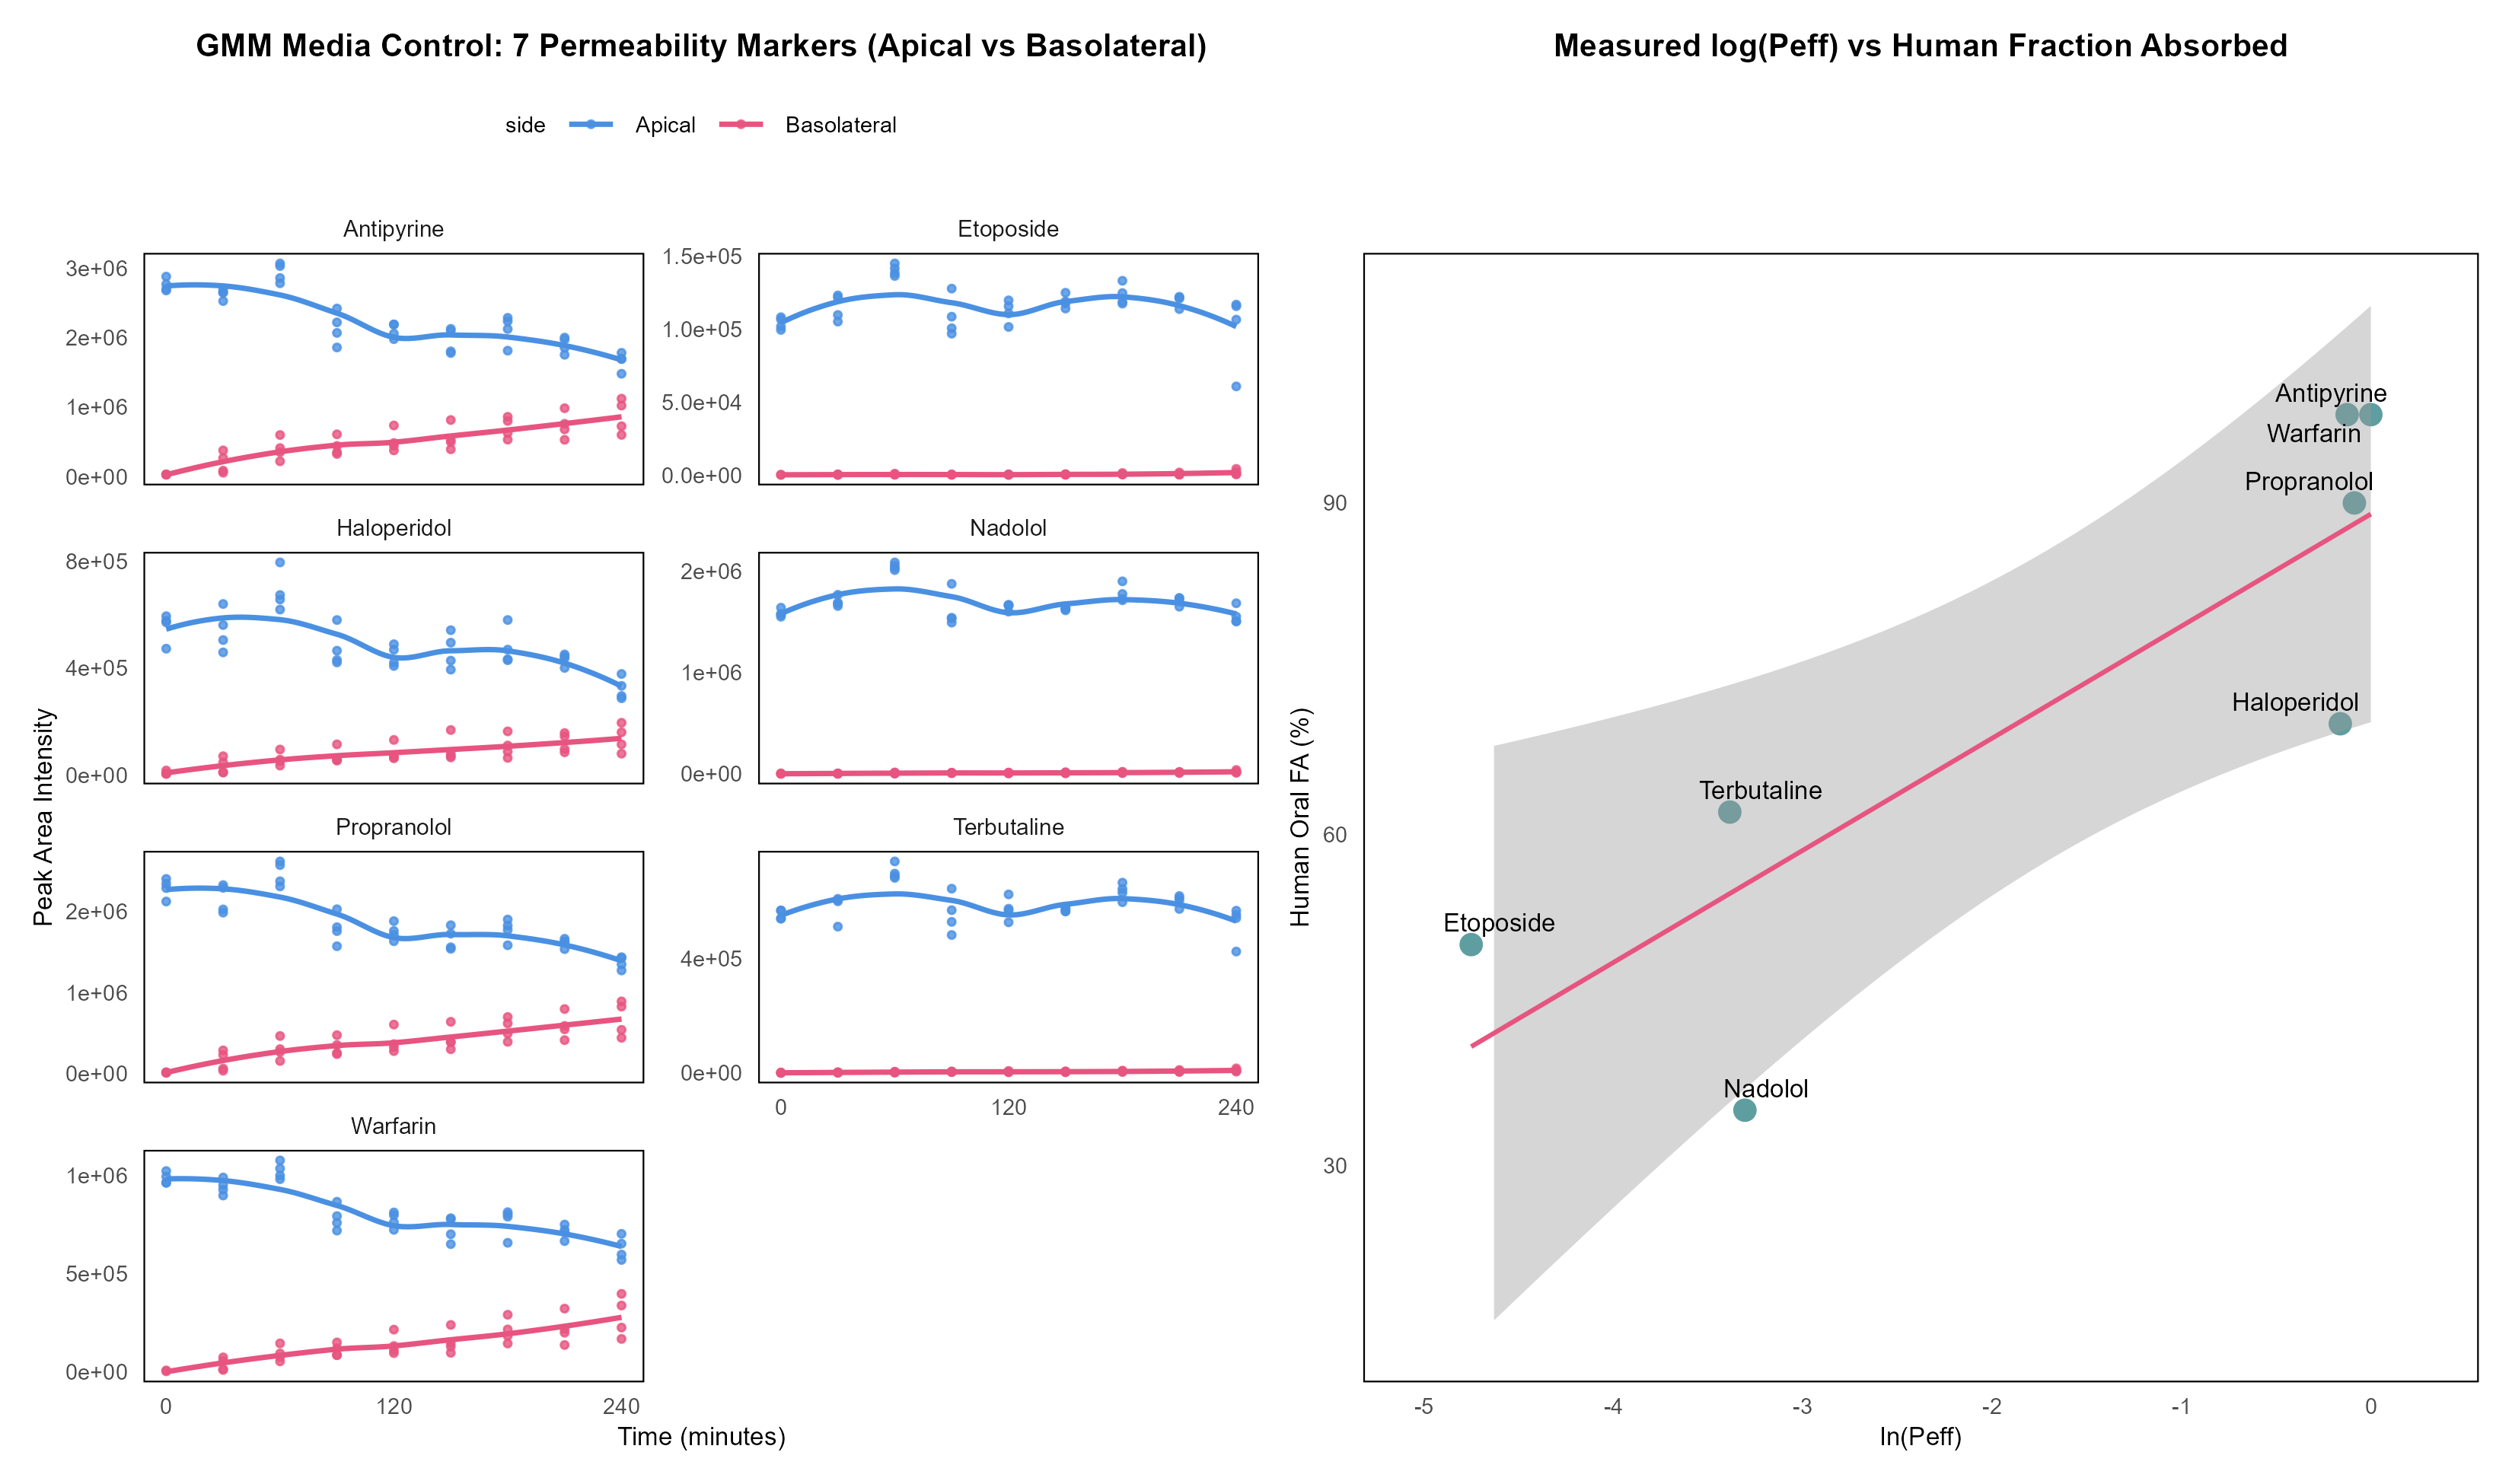 GMM Media Control: 7 Permeability Markers (Apical vs Basolateral)
side Apical Basolateral
Antipyrine
3e+06
2e+06
1e+06
0e+00
Etoposide
1.5e+05
1.0e+05
5.0e+04
0.0e+00
Haloperidol
8e+05
4e+05
0e+00
Nadolol
2e+06
1e+06
0e+00
Propranolol
2e+06
1e+06
0e+00
Terbutaline
4e+05
0e+00
0 120 240
Warfarin
1e+06
5e+05
0e+00
0 120 240
Time (minutes)
Peak Area Intensity
Measured log(Peff) vs Human Fraction Absorbed
Human Oral FA (%)
90
60
30
Antipyrine
Warfarin
Propranolol
Haloperidol
Terbutaline
Etoposide
Nadolol
-5 -4 -3 -2 -1 0
ln(Peff)